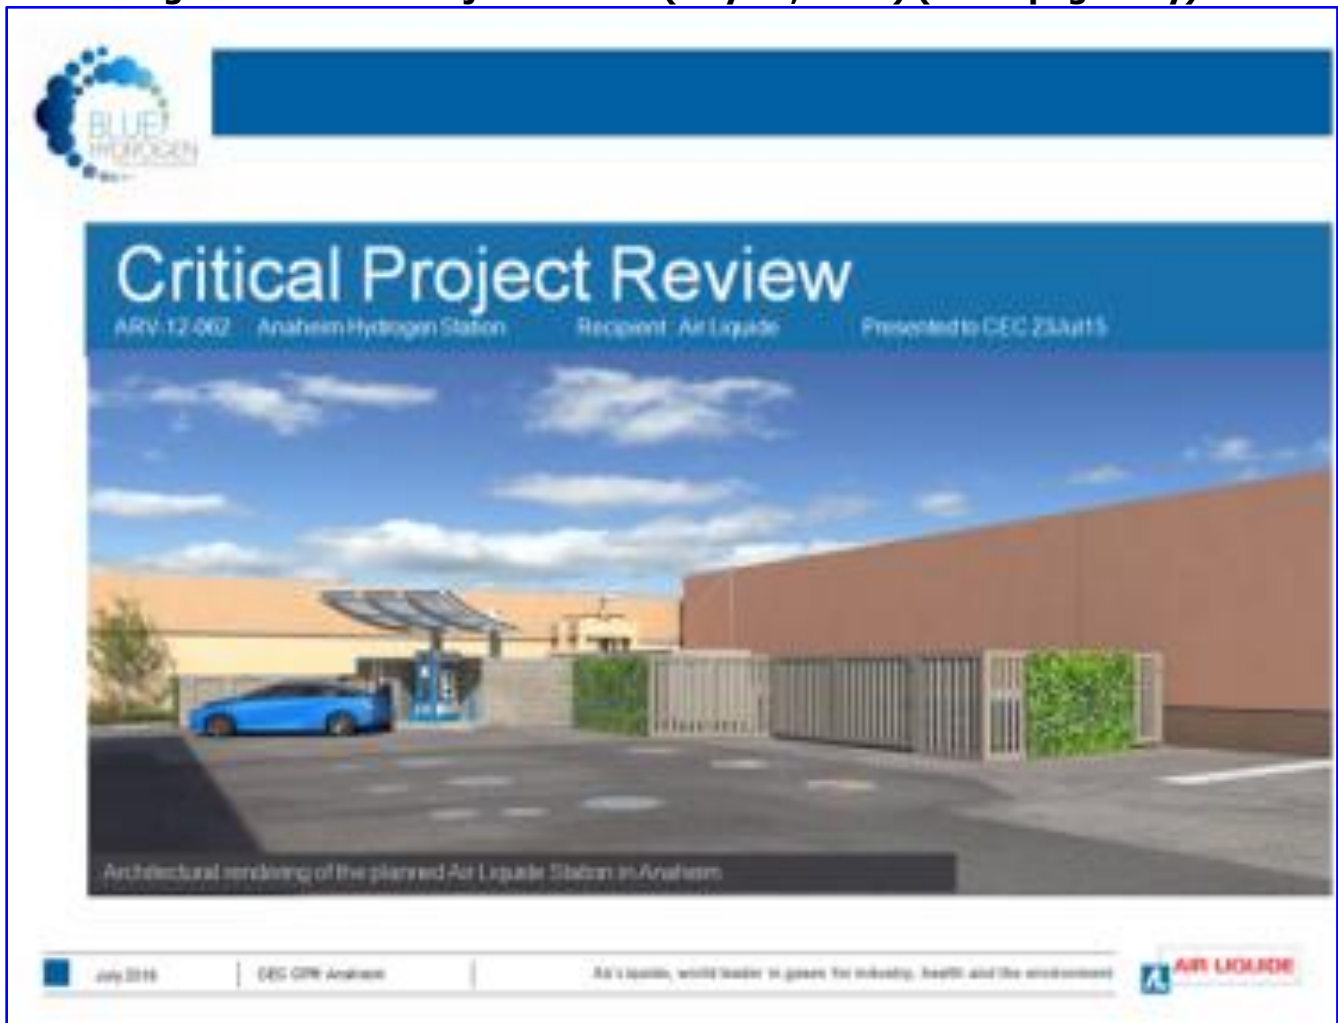 BLUE
HYDROGEN
Critical Project Review
ARV-12-062 Anaheim Hydrogen Station Recipient Air Liquide Presented to CEC 23Jul15
Architectural rendering of the planned Air Liquide Station in Anaheim
CEC CPR Anaheim Air Liquide, world leader in gases for industry, health and the environment
AIR LIQUIDE